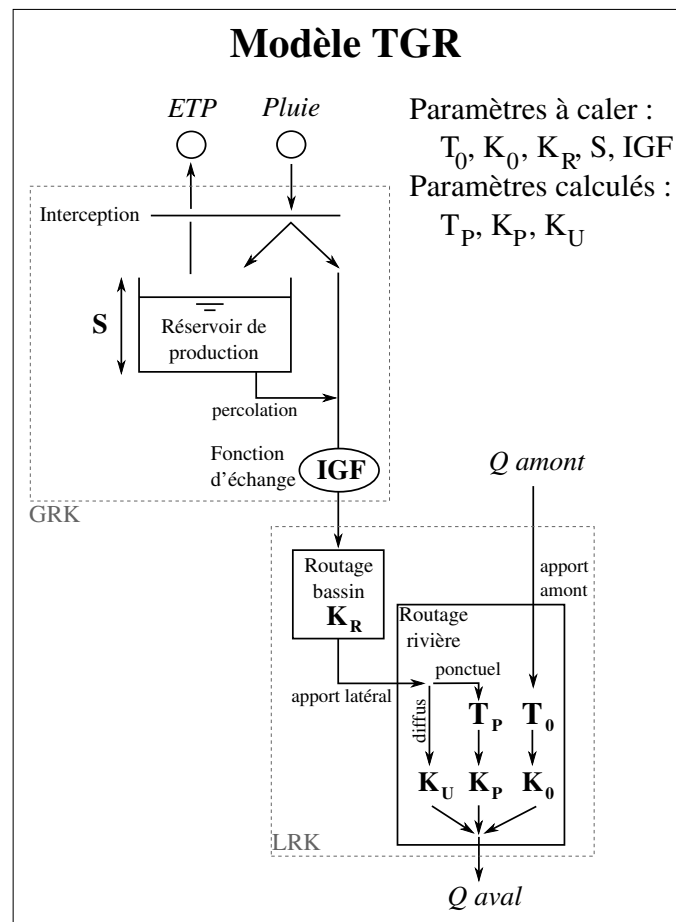 Modèle TGR
ETP
Pluie
Paramètres à caler :
T0, K0, KR, S, IGF
Paramètres calculés :
TP, KP, KU
Interception
S
Réservoir de
production
percolation
Fonction
d'échange
IGF
GRK
Q amont
apport
amont
Routage
bassin
KR
Routage
rivière
ponctuel
apport latéral
diffus
TP
T0
KU
KP
K0
LRK
Q aval